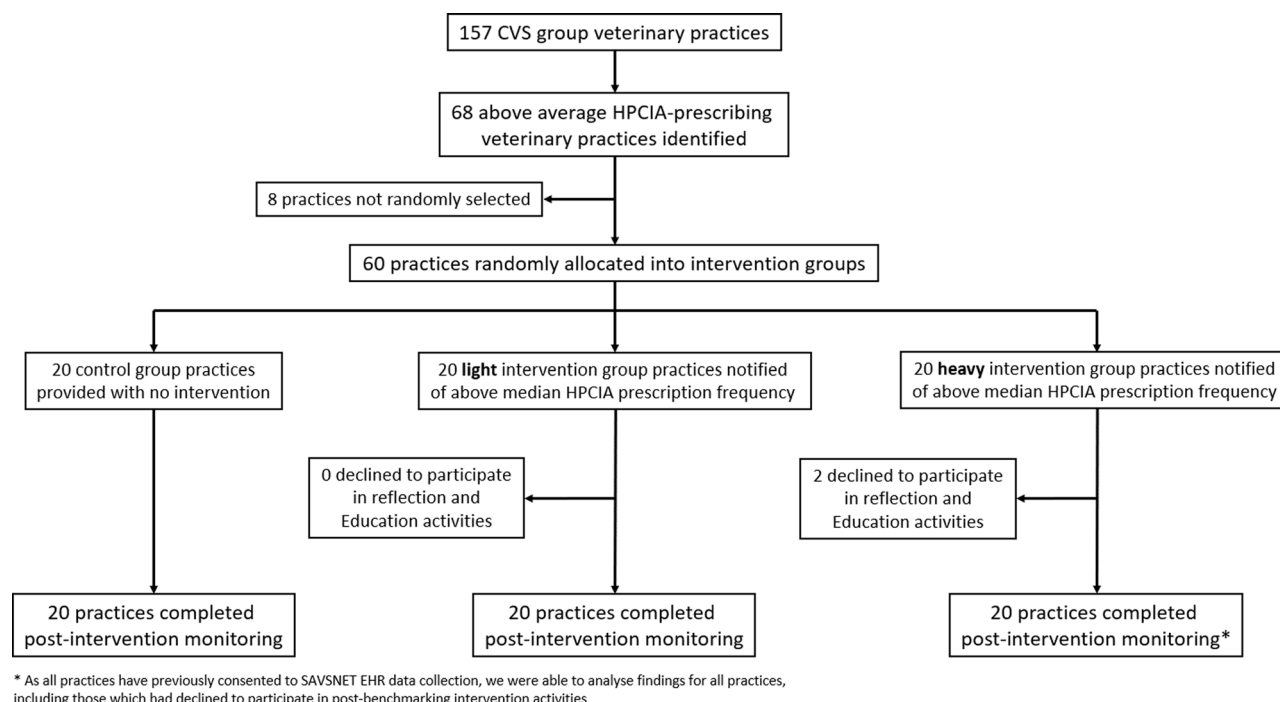 157 CVS group veterinary practices
68 above average HPCIA-prescribing
veterinary practices identified
8 practices not randomly selected
60 practices randomly allocated into intervention groups
20 control group practices
provided with no intervention
20 light intervention group practices notified
of above median HPCIA prescription frequency
20 heavy intervention group practices notified
of above median HPCIA prescription frequency
0 declined to participate
in reflection and
Education activities
2 declined to participate
in reflection and
Education activities
20 practices completed
post-intervention monitoring
20 practices completed
post-intervention monitoring
20 practices completed
post-intervention monitoring*
* As all practices have previously consented to SAVSNET EHR data collection, we were able to analyse findings for all practices,
including those which had declined to participate in post-benchmarking intervention activities